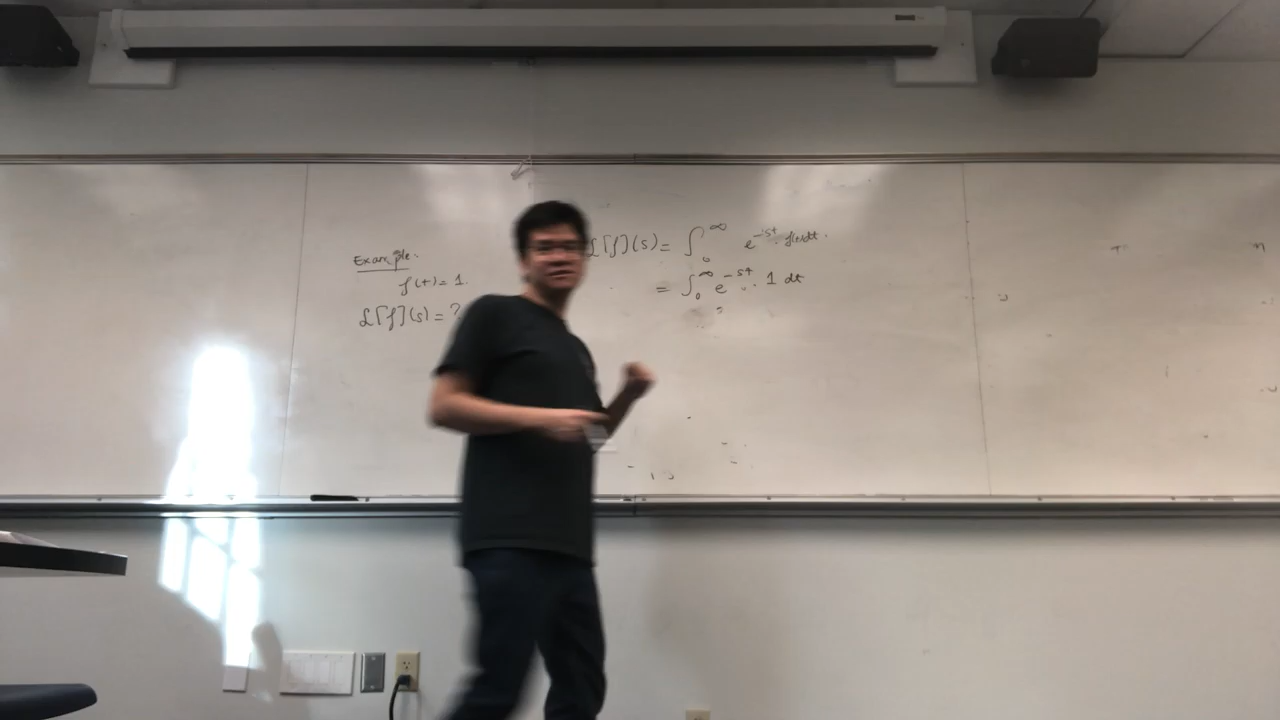 Example.
f(t) = 1.
ℒ[f](s) = ?
ℒ[f](s) = ∫₀^∞ e^{-st} · f(t) dt.
= ∫₀^∞ e^{-st} · 1 dt